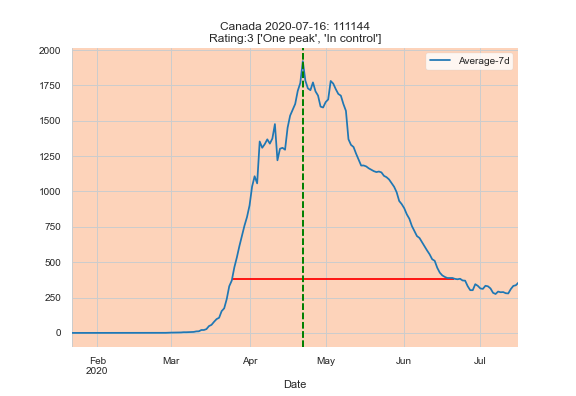 Canada 2020-07-16: 111144
Rating:3 ['One peak', 'In control']
Average-7d
2000
1750
1500
1250
1000
750
500
250
0
Feb Mar Apr May Jun Jul
2020
Date